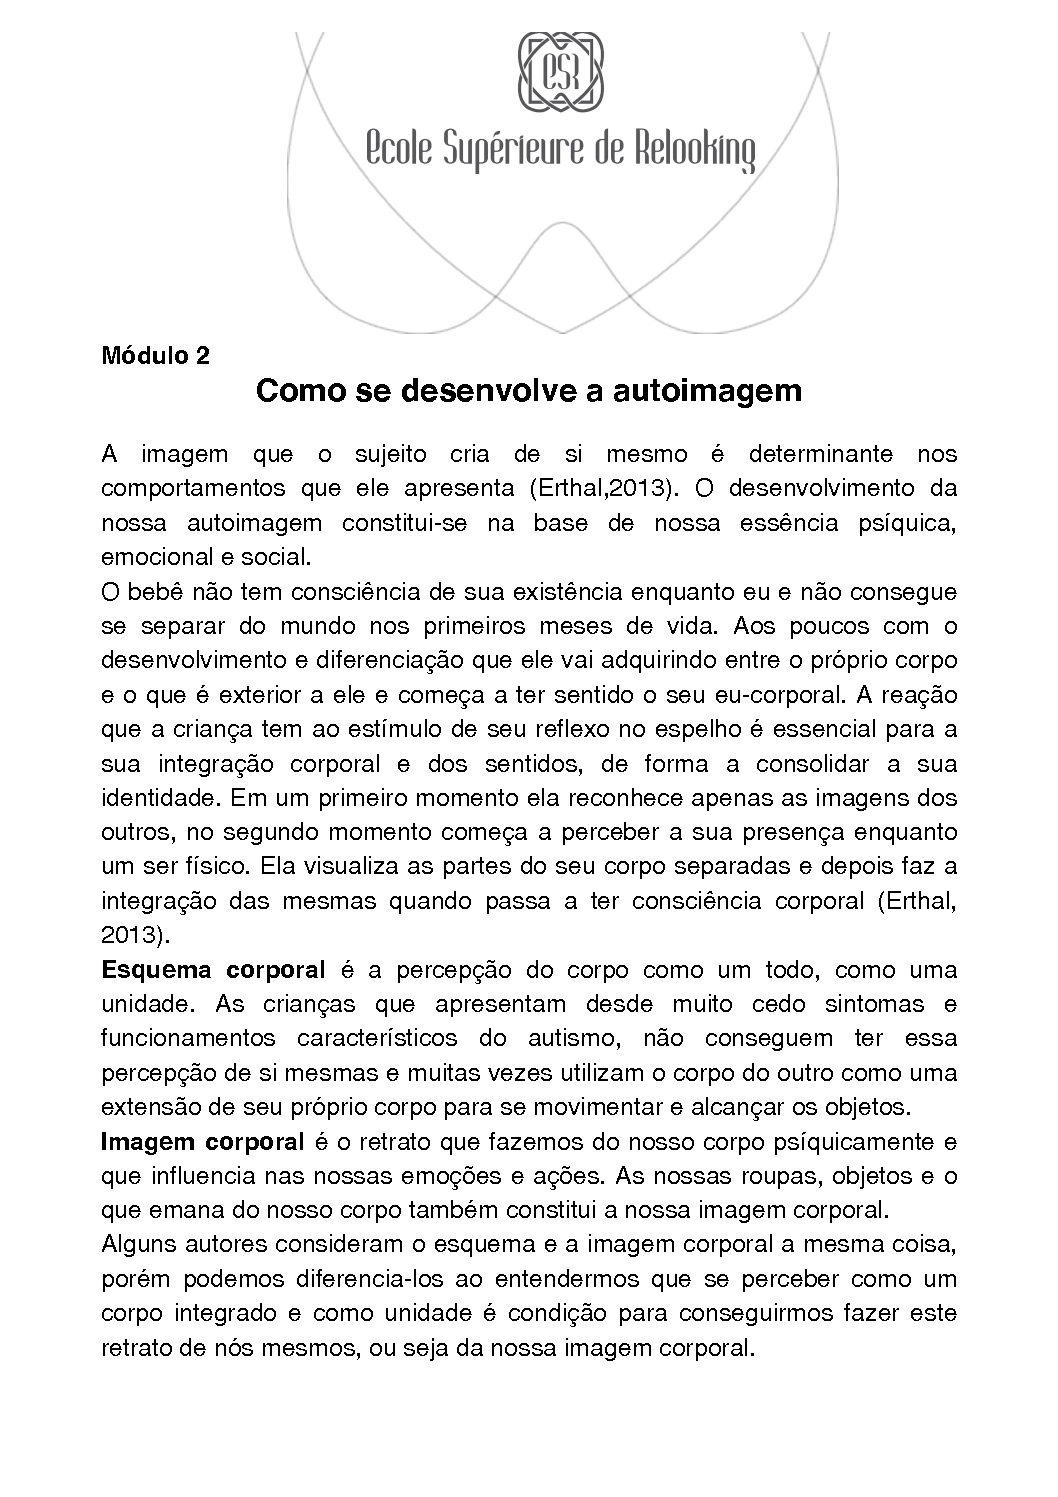 ESR
Ecole Supérieure de Relooking
Módulo 2
Como se desenvolve a autoimagem
A imagem que o sujeito cria de si mesmo é determinante nos
comportamentos que ele apresenta (Erthal,2013). O desenvolvimento da
nossa autoimagem constitui-se na base de nossa essência psíquica,
emocional e social.
O bebê não tem consciência de sua existência enquanto eu e não consegue
se separar do mundo nos primeiros meses de vida. Aos poucos com o
desenvolvimento e diferenciação que ele vai adquirindo entre o próprio corpo
e o que é exterior a ele e começa a ter sentido o seu eu-corporal. A reação
que a criança tem ao estímulo de seu reflexo no espelho é essencial para a
sua integração corporal e dos sentidos, de forma a consolidar a sua
identidade. Em um primeiro momento ela reconhece apenas as imagens dos
outros, no segundo momento começa a perceber a sua presença enquanto
um ser físico. Ela visualiza as partes do seu corpo separadas e depois faz a
integração das mesmas quando passa a ter consciência corporal (Erthal,
2013).
Esquema corporal é a percepção do corpo como um todo, como uma
unidade. As crianças que apresentam desde muito cedo sintomas e
funcionamentos característicos do autismo, não conseguem ter essa
percepção de si mesmas e muitas vezes utilizam o corpo do outro como uma
extensão de seu próprio corpo para se movimentar e alcançar os objetos.
Imagem corporal é o retrato que fazemos do nosso corpo psíquicamente e
que influencia nas nossas emoções e ações. As nossas roupas, objetos e o
que emana do nosso corpo também constitui a nossa imagem corporal.
Alguns autores consideram o esquema e a imagem corporal a mesma coisa,
porém podemos diferencia-los ao entendermos que se perceber como um
corpo integrado e como unidade é condição para conseguirmos fazer este
retrato de nós mesmos, ou seja da nossa imagem corporal.